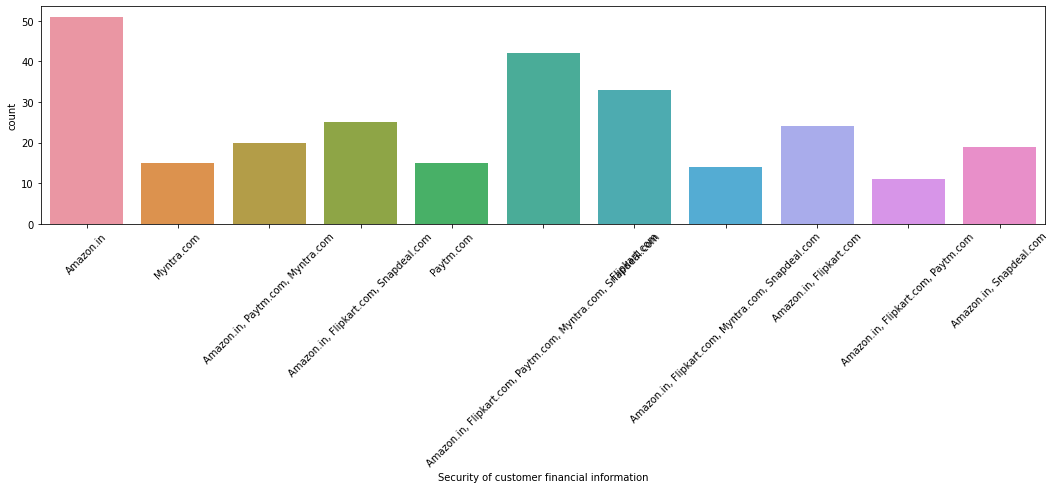 50
40
30
20
10
0
count
Amazon.in
Myntra.com
Amazon.in, Paytm.com, Myntra.com
Amazon.in, Flipkart.com, Snapdeal.com
Paytm.com
Amazon.in, Flipkart.com, Paytm.com, Myntra.com, Snapdeal.com
Flipkart.com
Amazon.in, Flipkart.com, Myntra.com, Snapdeal.com
Amazon.in, Flipkart.com
Amazon.in, Flipkart.com, Paytm.com
Amazon.in, Snapdeal.com
Security of customer financial information